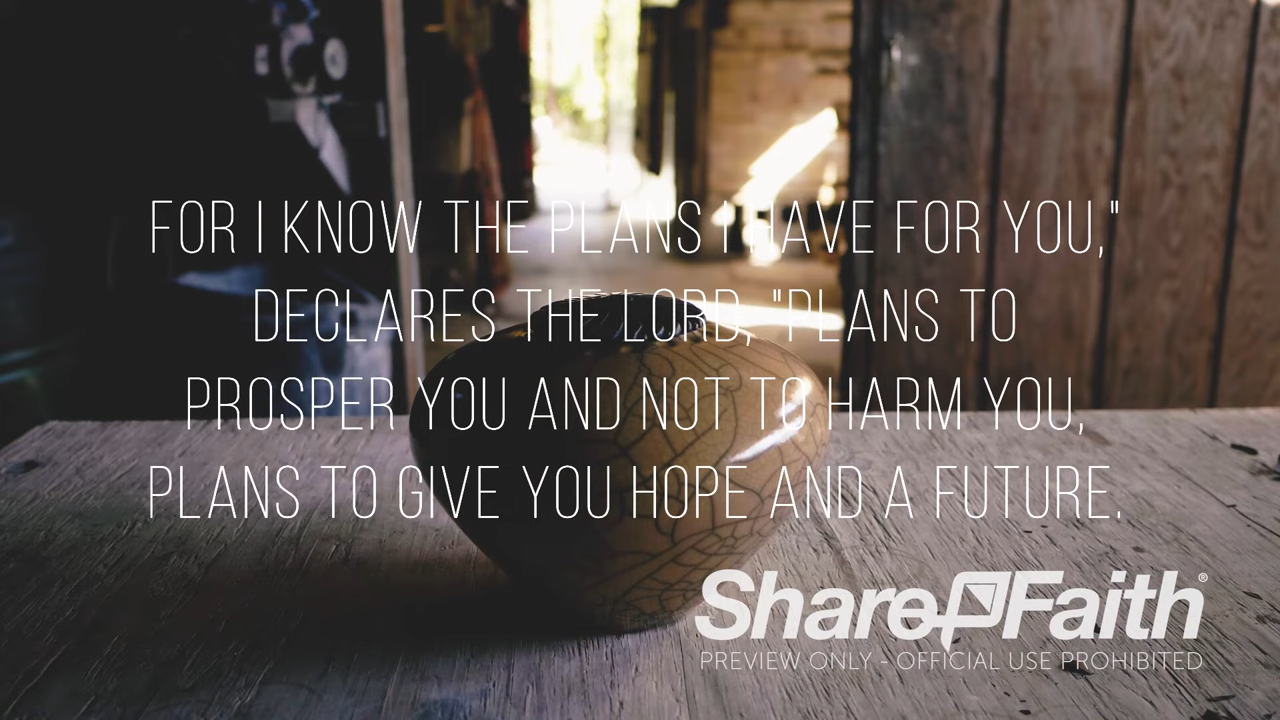 FOR I KNOW THE PLANS I HAVE FOR YOU,"
DECLARES THE LORD, "PLANS TO
PROSPER YOU AND NOT TO HARM YOU,
PLANS TO GIVE YOU HOPE AND A FUTURE.
ShareFaith®
PREVIEW ONLY - OFFICIAL USE PROHIBITED